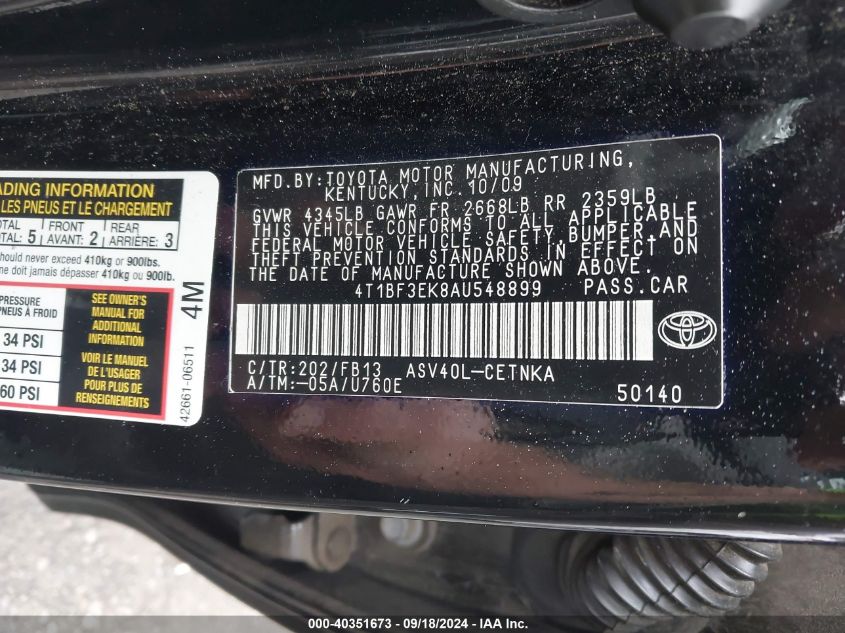 ADING INFORMATION
LES PNEUS ET LE CHARGEMENT
TOTAL FRONT REAR
TAL: 5 AVANT: 2 ARRIÈRE: 3
hould never exceed 410kg or 900lbs.
ne doit jamais dépasser 410kg ou 900lb.
PRESSURE
PNEUS À FROID
34 PSI
34 PSI
60 PSI
SEE OWNER'S
MANUAL FOR
ADDITIONAL
INFORMATION
VOIR LE MANUEL
DE L'USAGER
POUR PLUS DE
RENSEIGNEMENTS
4M
42661-06511
MFD.BY:TOYOTA MOTOR MANUFACTURING,
KENTUCKY,INC.10/09
GVWR 4345LB GAWR FR 2668LB RR 2359LB
THIS VEHICLE CONFORMS TO ALL APPLICABLE
FEDERAL MOTOR VEHICLE SAFETY,BUMPER,AND
THEFT PREVENTION STANDARDS IN EFFECT ON
THE DATE OF MANUFACTURE SHOWN ABOVE.
4T1BF3EK8AU548899 PASS.CAR
C/TR:202/FB13 ASV40L-CETNKA
A/TM:-05A/U760E 50140
000-40351673 - 09/18/2024 - IAA Inc.